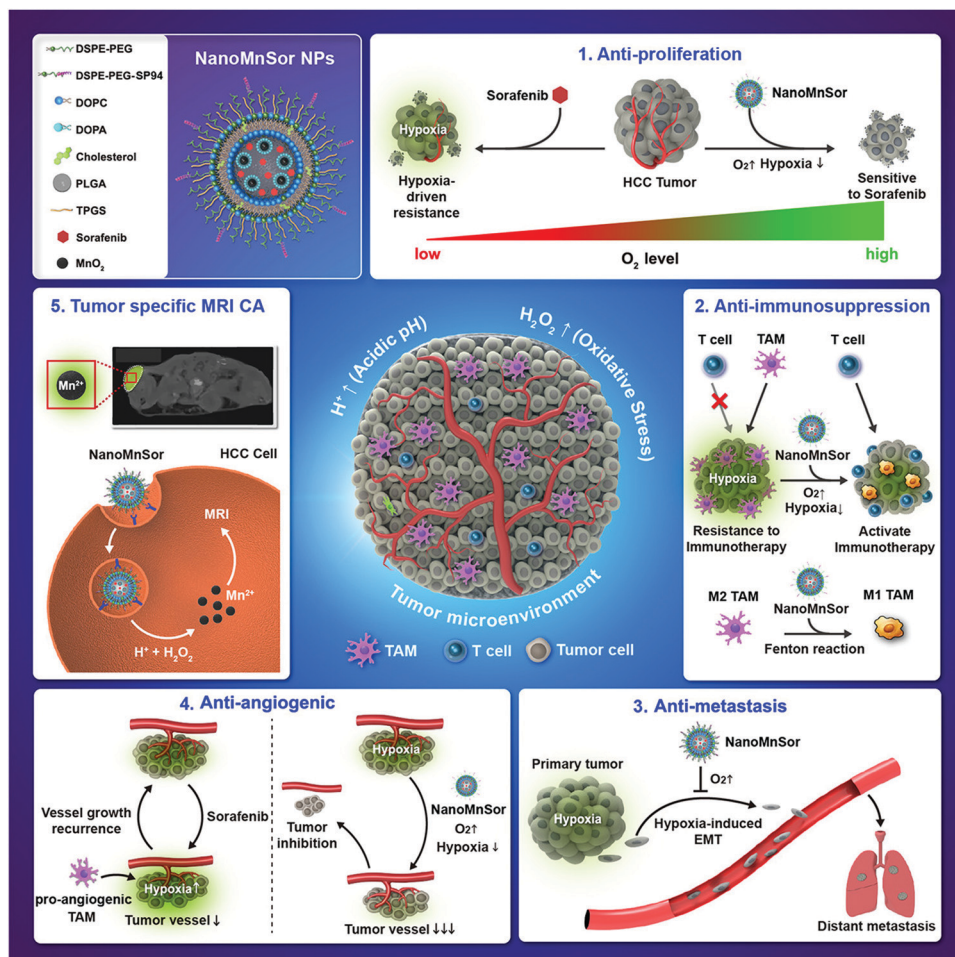 DSPE-PEG
DSPE-PEG-SP94
DOPC
DOPA
Cholesterol
PLGA
TPGS
Sorafenib
MnO2
NanoMnSor NPs
1. Anti-proliferation
Sorafenib
NanoMnSor
Hypoxia
O2↑ Hypoxia ↓
Hypoxia-
driven
resistance
HCC Tumor
Sensitive
to Sorafenib
low
O2 level
high
5. Tumor specific MRI CA
Mn2+
NanoMnSor
HCC Cell
MRI
Mn2+
H+ + H2O2
H+↑ (Acidic pH)
H2O2 ↑ (Oxidative Stress)
Tumor microenvironment
TAM
T cell
Tumor cell
2. Anti-immunosuppression
T cell
TAM
T cell
NanoMnSor
Hypoxia
O2↑
Hypoxia↓
Resistance to
Immunotherapy
Activate
Immunotherapy
M2 TAM
NanoMnSor
M1 TAM
Fenton reaction
4. Anti-angiogenic
Vessel growth
recurrence
Sorafenib
pro-angiogenic
TAM
Hypoxia↑
Tumor vessel ↓
Hypoxia
Tumor
inhibition
NanoMnSor
O2↑
Hypoxia ↓
Tumor vessel ↓↓↓
3. Anti-metastasis
NanoMnSor
Primary tumor
O2↑
Hypoxia
Hypoxia-induced
EMT
Distant metastasis